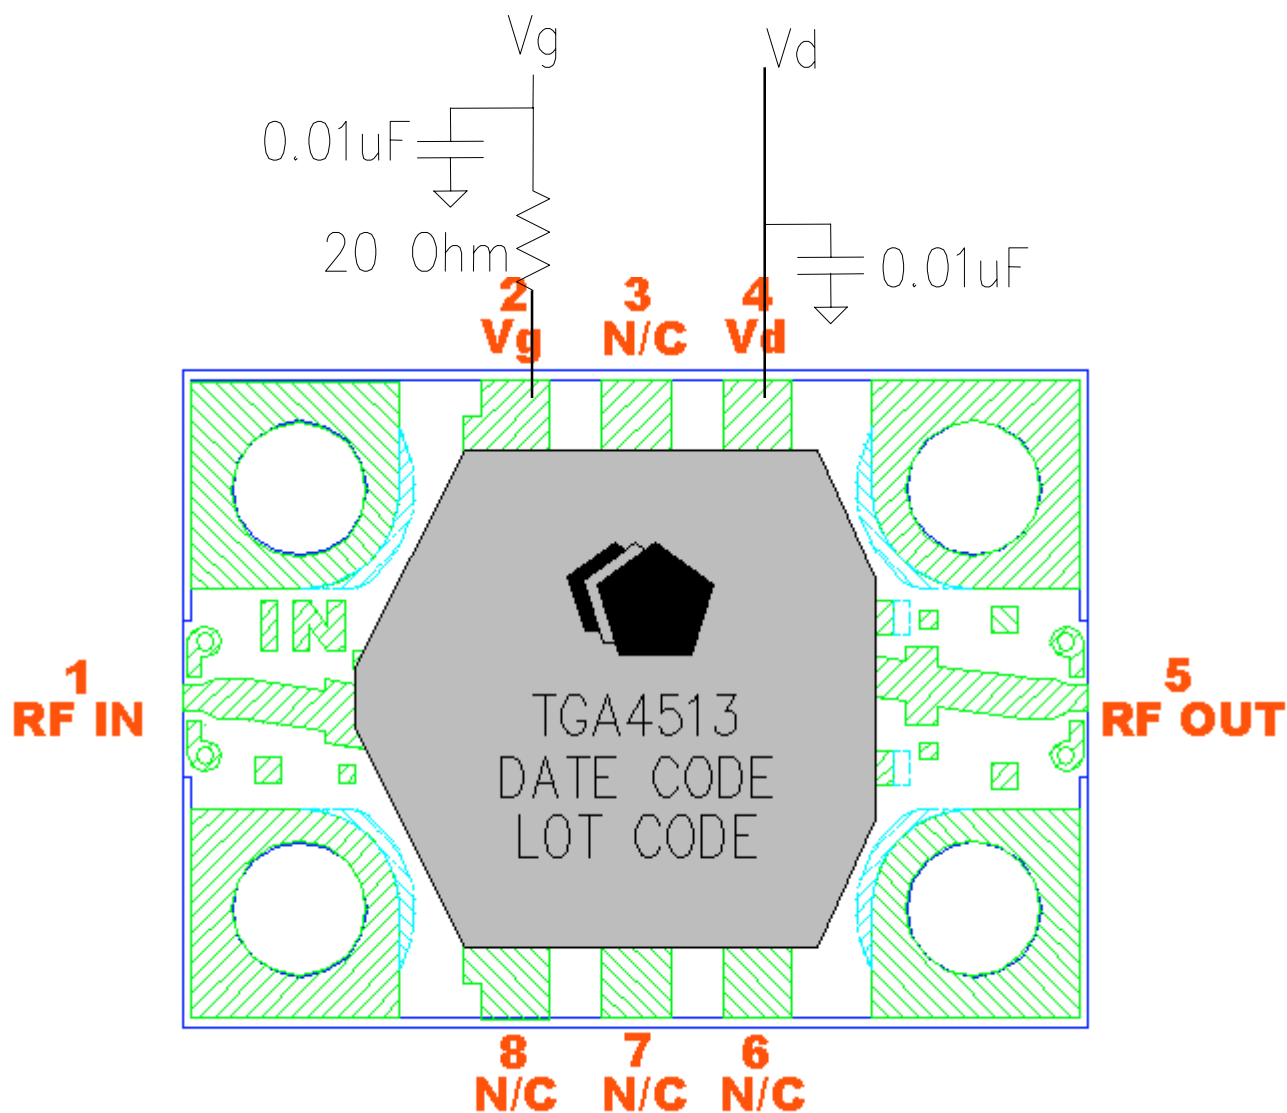 Vg
Vd
0.01uF
20 Ohm
0.01uF
2
Vg
3
N/C
4
Vd
IN
1
RF IN
5
RF OUT
TGA4513
DATE CODE
LOT CODE
8
N/C
7
N/C
6
N/C